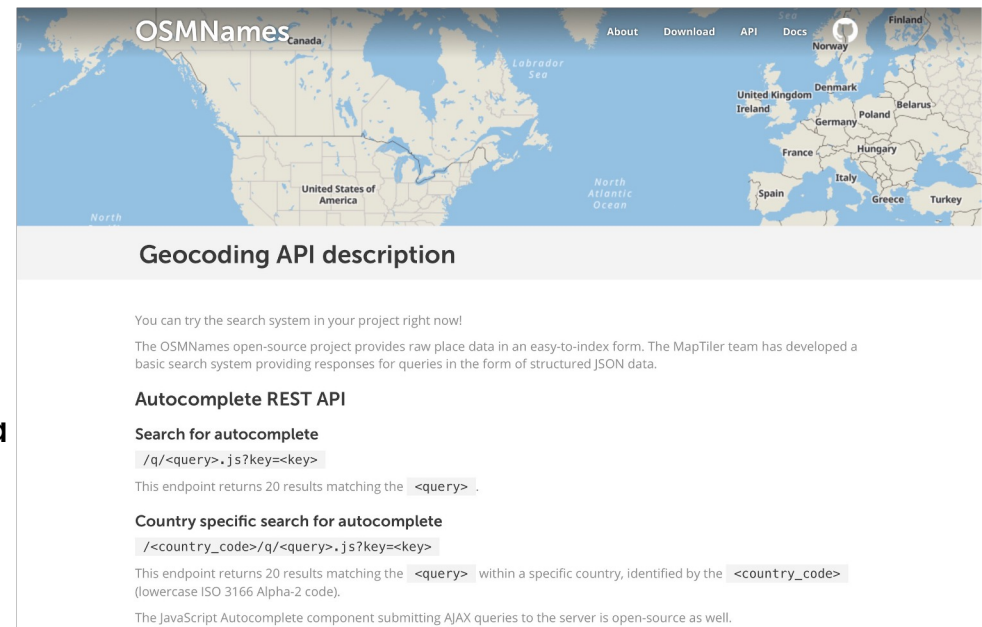 OSMNames
About Download API Docs
Canada
Labrador
Sea
Sea
Norway
Finland
United Kingdom
Denmark
Ireland
Germany
Poland
Belarus
France
Hungary
Italy
Spain
Greece
Turkey
United States of
America
North
Atlantic
Ocean
North
Geocoding API description
You can try the search system in your project right now!
The OSMNames open-source project provides raw place data in an easy-to-index form. The MapTiler team has developed a
basic search system providing responses for queries in the form of structured JSON data.
Autocomplete REST API
Search for autocomplete
/q/<query>.js?key=<key>
This endpoint returns 20 results matching the <query> .
Country specific search for autocomplete
/<country_code>/q/<query>.js?key=<key>
This endpoint returns 20 results matching the <query> within a specific country, identified by the <country_code>
(lowercase ISO 3166 Alpha-2 code).
The JavaScript Autocomplete component submitting AJAX queries to the server is open-source as well.